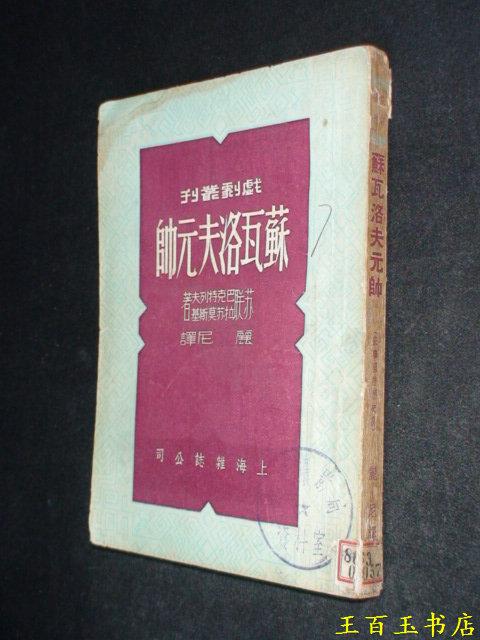 戲劇叢刊
蘇瓦洛夫元帥
苏联 巴克特列夫 著
拉苏莫斯基
麗尼譯
上海雜誌公司
蘇瓦洛夫元帥
王百玉书店